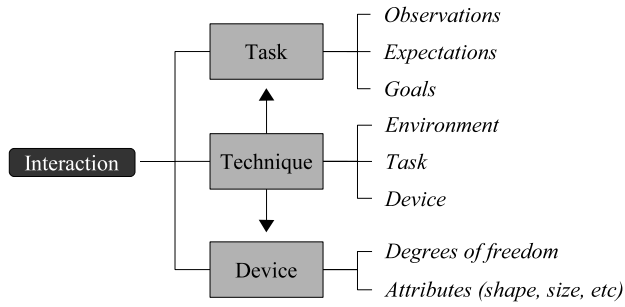 Observations
Task
Expectations
Goals
Environment
Interaction
Technique
Task
Device
Degrees of freedom
Device
Attributes (shape, size, etc)